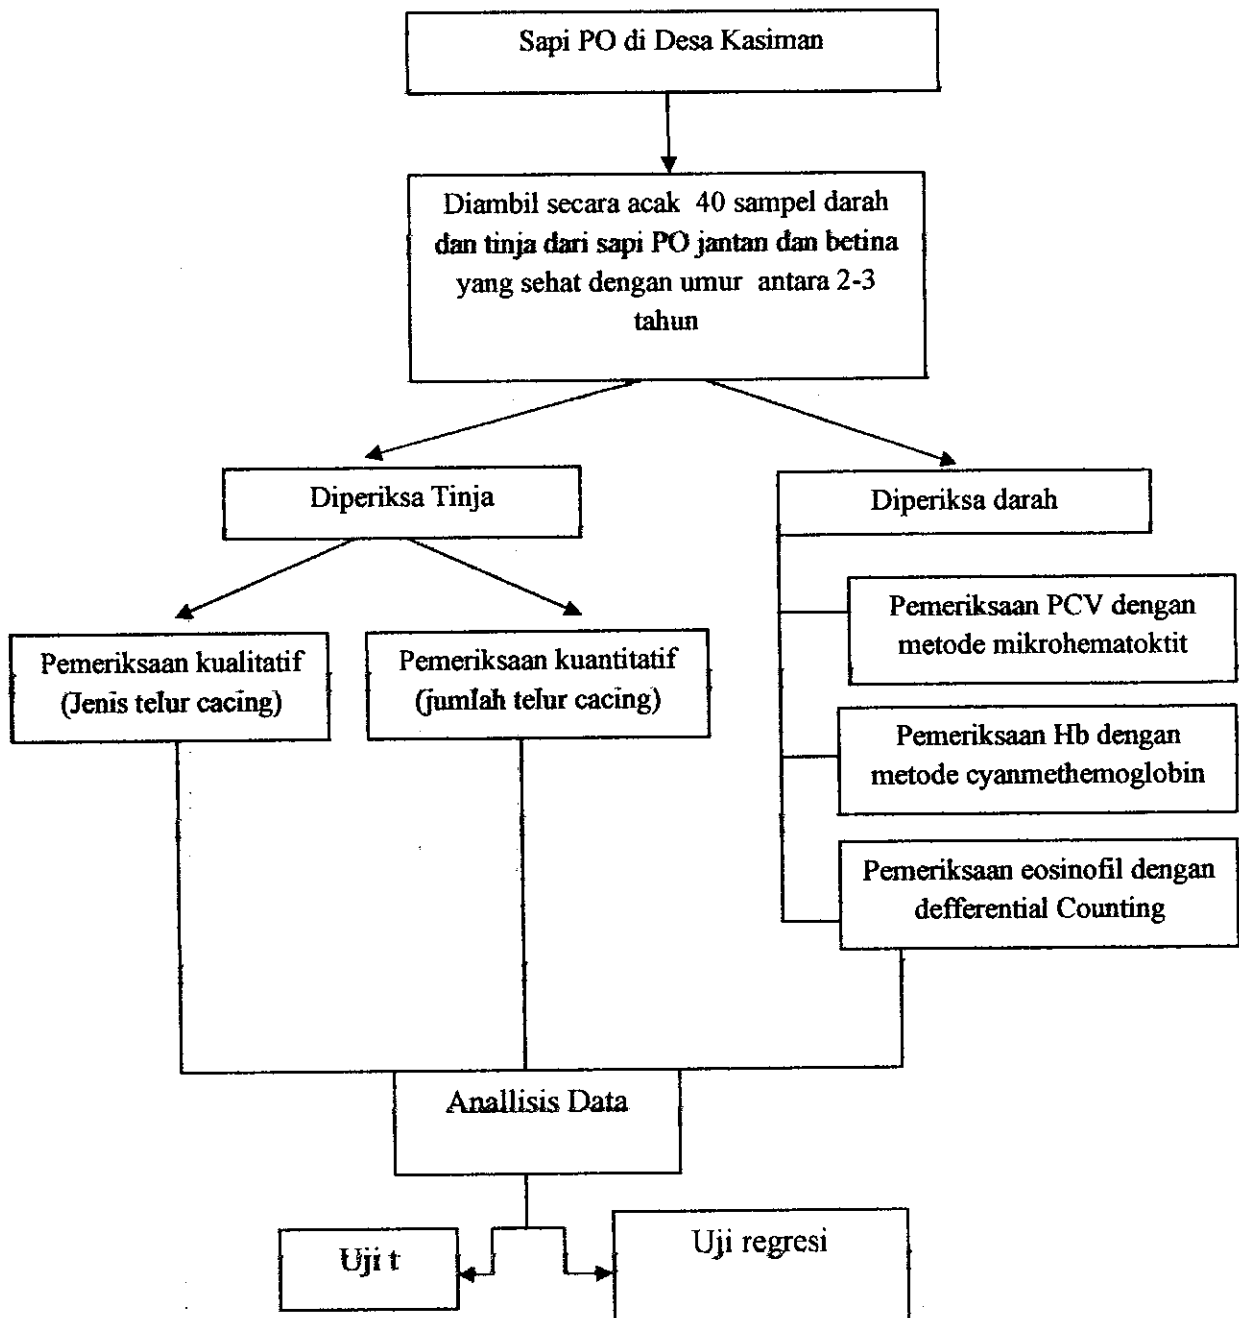 Sapi PO di Desa Kasiman
Diambil secara acak 40 sampel darah
dan tinja dari sapi PO jantan dan betina
yang sehat dengan umur antara 2-3
tahun
Diperiksa Tinja
Diperiksa darah
Pemeriksaan kualitatif
(Jenis telur cacing)
Pemeriksaan kuantitatif
(jumlah telur cacing)
Pemeriksaan PCV dengan
metode mikrohematoktit
Pemeriksaan Hb dengan
metode cyanmethemoglobin
Pemeriksaan eosinofil dengan
defferential Counting
Anallisis Data
Uji t
Uji regresi